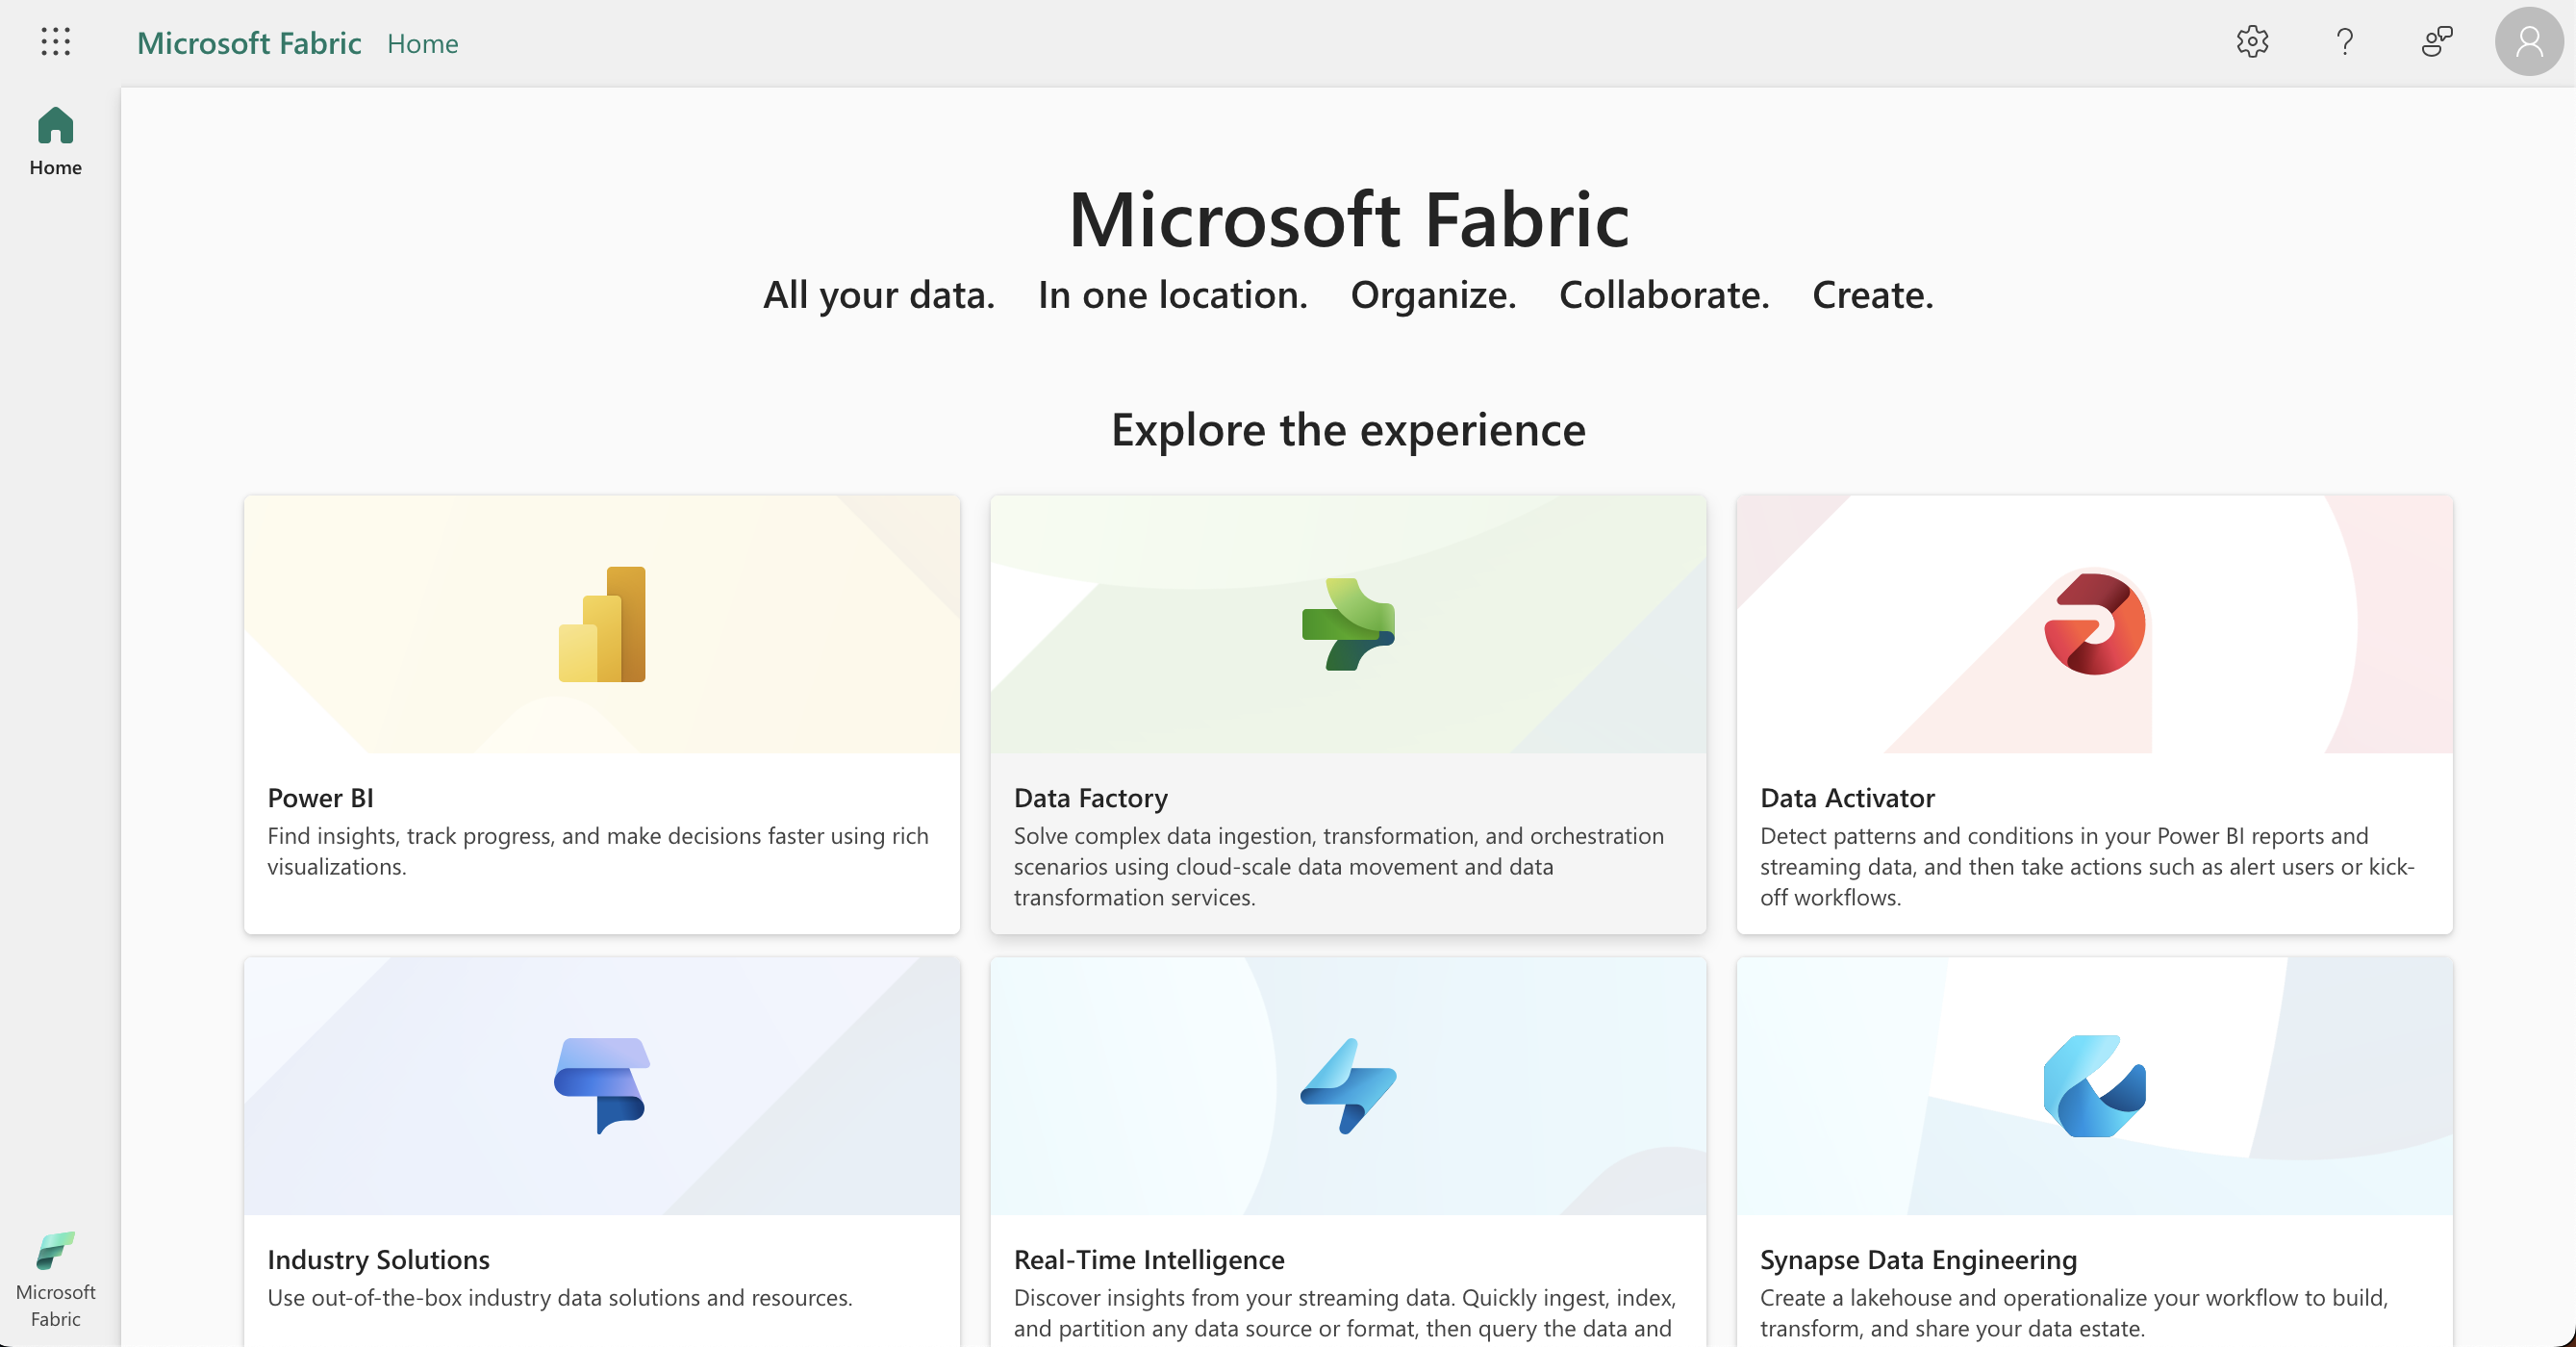 Microsoft Fabric Home
Home
Microsoft Fabric
All your data. In one location. Organize. Collaborate. Create.
Explore the experience
Power BI
Find insights, track progress, and make decisions faster using rich
visualizations.
Data Factory
Solve complex data ingestion, transformation, and orchestration
scenarios using cloud-scale data movement and data
transformation services.
Data Activator
Detect patterns and conditions in your Power BI reports and
streaming data, and then take actions such as alert users or kick-
off workflows.
Industry Solutions
Use out-of-the-box industry data solutions and resources.
Real-Time Intelligence
Discover insights from your streaming data. Quickly ingest, index,
and partition any data source or format, then query the data and
Synapse Data Engineering
Create a lakehouse and operationalize your workflow to build,
transform, and share your data estate.
Microsoft
Fabric